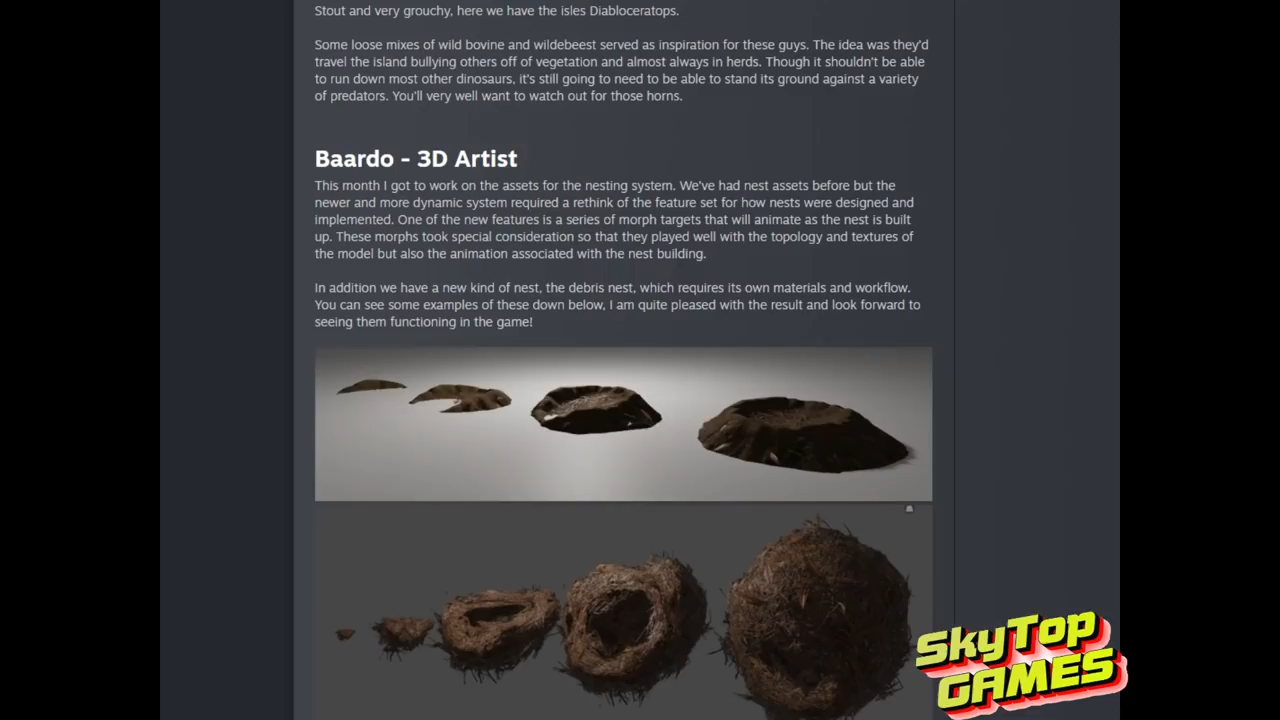 Stout and very grouchy, here we have the isles Diabloceratops.
Some loose mixes of wild bovine and wildebeest served as inspiration for these guys. The idea was they'd
travel the island bullying others off of vegetation and almost always in herds. Though it shouldn't be able
to run down most other dinosaurs, it's still going to need to be able to stand its ground against a variety
of predators. You'll very well want to watch out for those horns.
Baardo - 3D Artist
This month I got to work on the assets for the nesting system. We've had nest assets before but the
newer and more dynamic system required a rethink of the feature set for how nests were designed and
implemented. One of the new features is a series of morph targets that will animate as the nest is built
up. These morphs took special consideration so that they played well with the topology and textures of
the model but also the animation associated with the nest building.
In addition we have a new kind of nest, the debris nest, which requires its own materials and workflow.
You can see some examples of these down below, I am quite pleased with the result and look forward to
seeing them functioning in the game!
SkyTop
GAMES